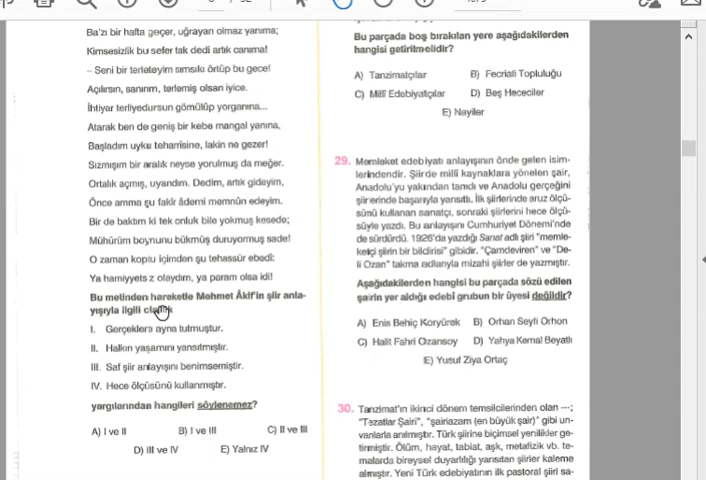 Ba'zı bir hafta geçer, uğrayan olmaz yanıma;
Kimsesizlik bu sefer tak dedi artık canıma!
– Seni bir terleteyim sımsıkı örtüp bu gece!
Açılırsın, sanırım, terlemiş olsan iyice.
İhtiyar terliyedursun gömülüp yorganına...
Atarak ben de geniş bir kebe mangal yanına,
Başladım uyku teharrisine, lakin ne gezer!
Sızmışım bir aralık neyse yorulmuş da meğer.
Ortalık açmış, uyandım. Dedim, artık gideyim,
Önce amma şu fakir âdemi memnûn edeyim.
Bir de baktım ki tek onluk bile yokmuş kesede;
Mühürüm boynunu bükmüş duruyormuş sade!
O zaman koptu içimden şu tehassür ebedî:
Ya hamiyyets z olaydım, ya param olsa idi!
Bu metinden hareketle Mehmet Âkif'in şiir anla-
yışıyla ilgili
I. Gerçeklere ayna tutmuştur.
II. Halkın yaşamını yansıtmıştır.
III. Saf şiir anlayışını benimsemiştir.
IV. Hece ölçüsünü kullanmıştır.
yargılarından hangileri söylenemez?
A) I ve II
B) I ve III
C) II ve III
D) III ve IV
E) Yalnız IV
Bu parçada boş bırakılan yere aşağıdakilerden
hangisi getirilmelidir?
A) Tanzimatçılar
B) Fecriati Topluluğu
C) Millî Edebiyatçılar
D) Beş Hececiler
E) Nayiler
29. Memleket edebiyatı anlayışının önde gelen isim-
lerindendir. Şiirde millî kaynaklara yönelen şair,
Anadolu'yu yakından tanıdı ve Anadolu gerçeğini
şiirlerinde başarıyla yansıttı. İlk şiirlerinde aruz ölçü-
sünü kullanan sanatçı, sonraki şiirlerini hece ölçü-
süyle yazdı. Bu anlayışını Cumhuriyet Dönemi'nde
de sürdürdü. 1926'da yazdığı Sanat adlı şiiri "memle-
ketçi şiirin bir bildirisi" gibidir. "Çamdeviren" ve "De-
li Ozan" takma adlarıyla mizahi şiirler de yazmıştır.
Aşağıdakilerden hangisi bu parçada sözü edilen
şairin yer aldığı edebî grubun bir üyesi değildir?
A) Enis Behiç Koryürek
B) Orhan Seyfi Orhon
C) Halit Fahri Ozansoy
D) Yahya Kemal Beyatlı
E) Yusuf Ziya Ortaç
30. Tanzimat'ın ikinci dönem temsilcilerinden olan ---;
"Tezatlar Şairi", "şairiazam (en büyük şair)" gibi un-
vanlarla anılmıştır. Türk şiirine biçimsel yenilikler ge-
tirmiştir. Ölüm, hayat, tabiat, aşk, metafizik vb. te-
malarda bireysel duyarlılığı yansıtan şiirler kaleme
almıştır. Yeni Türk edebiyatının ilk pastoral şiiri sa-